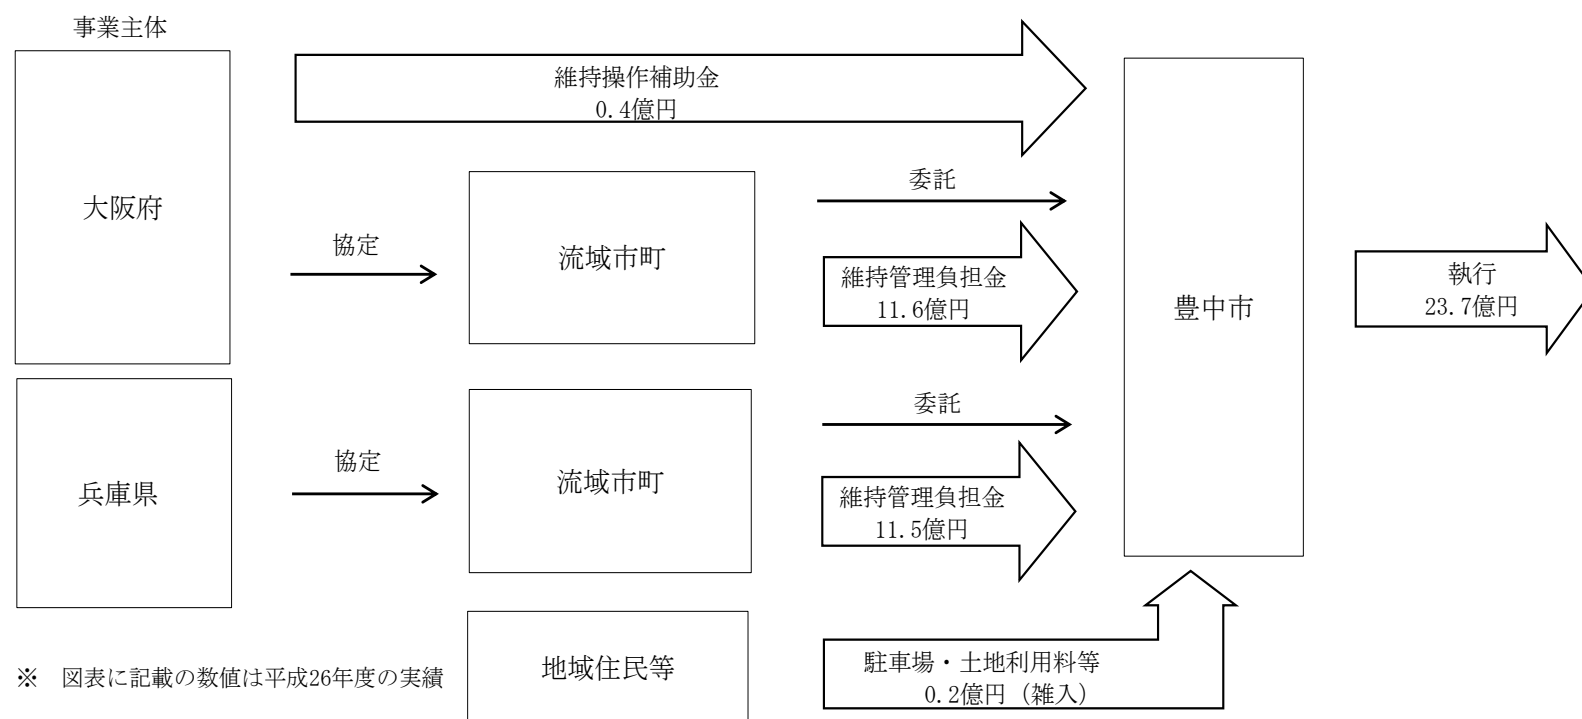 事業主体
維持操作補助金
0.4億円
大阪府
協定
流域市町
委託
維持管理負担金
11.6億円
豊中市
執行
23.7億円
兵庫県
協定
流域市町
委託
維持管理負担金
11.5億円
地域住民等
駐車場・土地利用料等
0.2億円（雑入）
※　図表に記載の数値は平成26年度の実績